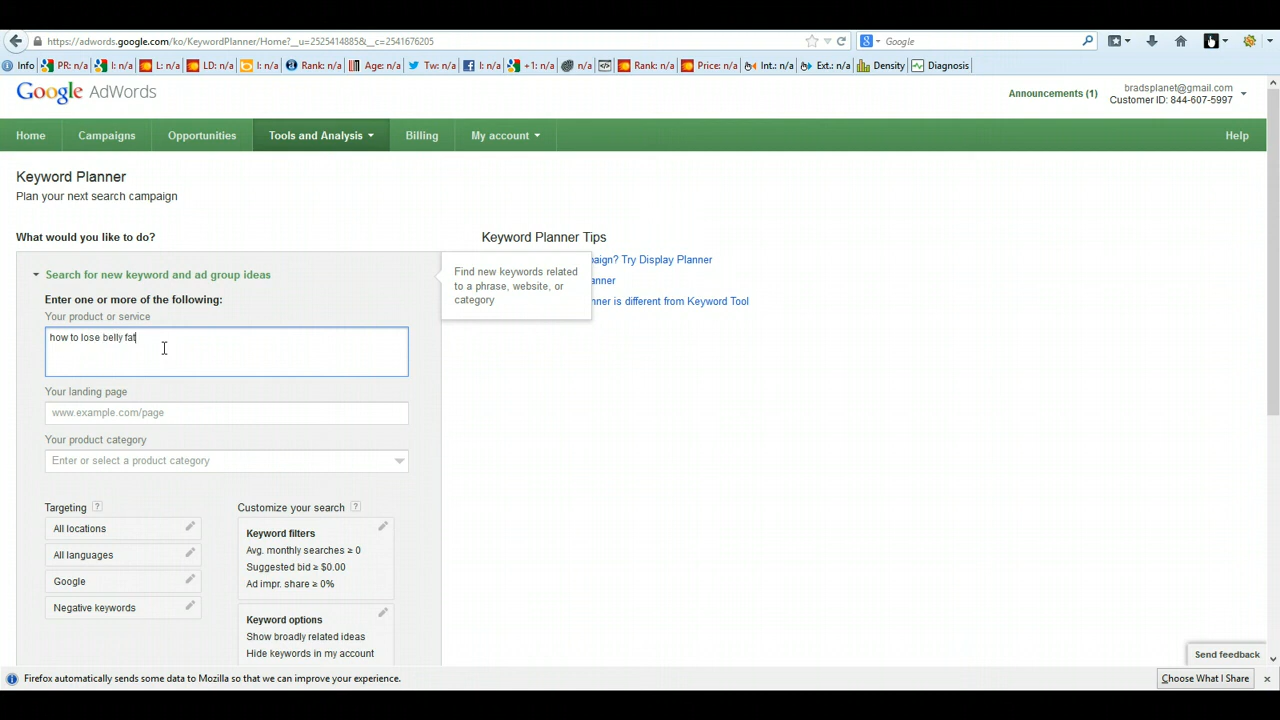 https://adwords.google.com/ko/KeywordPlanner/Home?__u=2525414885&__c=2541676205
Google
Info PR: n/a I: n/a L: n/a LD: n/a I: n/a Rank: n/a Age: n/a Tw: n/a I: n/a +1: n/a n/a Rank: n/a Price: n/a Int.: n/a Ext.: n/a Density Diagnosis
Google AdWords
Announcements (1)
bradsplanet@gmail.com
Customer ID: 844-607-5997
Home Campaigns Opportunities Tools and Analysis Billing My account Help
Keyword Planner
Plan your next search campaign
What would you like to do?
Search for new keyword and ad group ideas
Enter one or more of the following:
Your product or service
how to lose belly fat
Your landing page
www.example.com/page
Your product category
Enter or select a product category
Targeting ?
All locations
All languages
Google
Negative keywords
Customize your search ?
Keyword filters
Avg. monthly searches ≥ 0
Suggested bid ≥ $0.00
Ad impr. share ≥ 0%
Keyword options
Show broadly related ideas
Hide keywords in my account
Find new keywords related
to a phrase, website, or
category
Keyword Planner Tips
paign? Try Display Planner
anner
nner is different from Keyword Tool
Send feedback
Firefox automatically sends some data to Mozilla so that we can improve your experience.
Choose What I Share